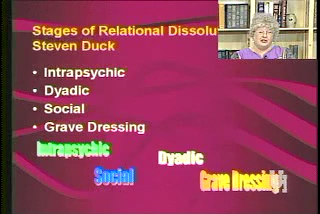 Stages of Relational Dissolu
Steven Duck
• Intrapsychic
• Dyadic
• Social
• Grave Dressing
Intrapsychic
Dyadic
Social
Grave Dressing